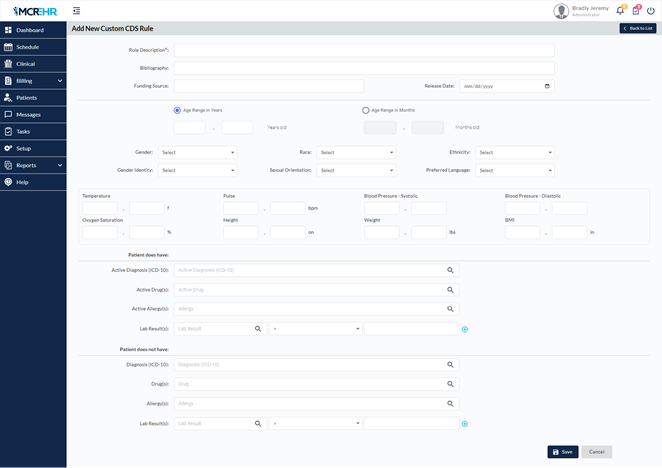 MCREHR
Bradly Jeremy
Administrator
Dashboard
Schedule
Clinical
Billing
Patients
Messages
Tasks
Setup
Reports
Help
Add New Custom CDS Rule
Back to List
Rule Description*:
Bibliography:
Funding Source:
Release Date: mm/dd/yyyy
Age Range in Years
Age Range in Months
- Years old
- Months old
Gender: Select
Race: Select
Ethnicity: Select
Gender Identity: Select
Sexual Orientation: Select
Preferred Language: Select
Temperature
Pulse
Blood Pressure - Systolic
Blood Pressure - Diastolic
- f
- bpm
-
-
Oxygen Saturation
Height
Weight
BMI
- %
- on
- lbs
- in
Patient does have:
Active Diagnosis (ICD-10): Active Diagnosis (ICD-10)
Active Drug(s): Active Drug
Active Allergy(s): Allergy
Lab Result(s): Lab Result =
Patient does not have:
Diagnosis (ICD-10): Diagnosis (ICD-10)
Drug(s): Drug
Allergy(s): Allergy
Lab Result(s): Lab Result =
Save
Cancel